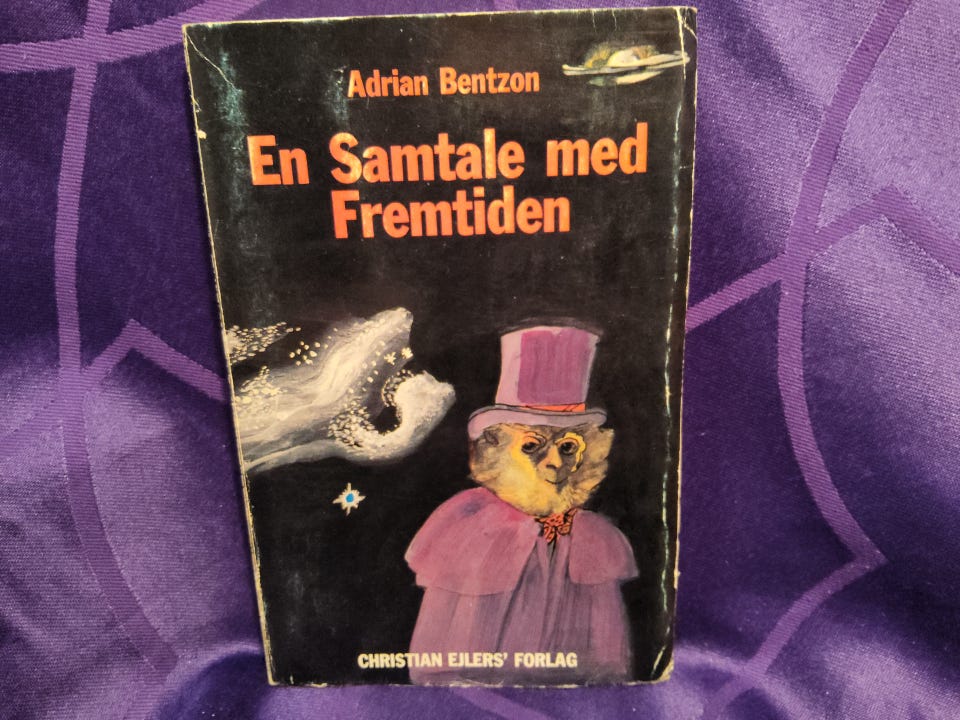 Adrian Bentzon
En Samtale med
Fremtiden
CHRISTIAN EJLERS' FORLAG